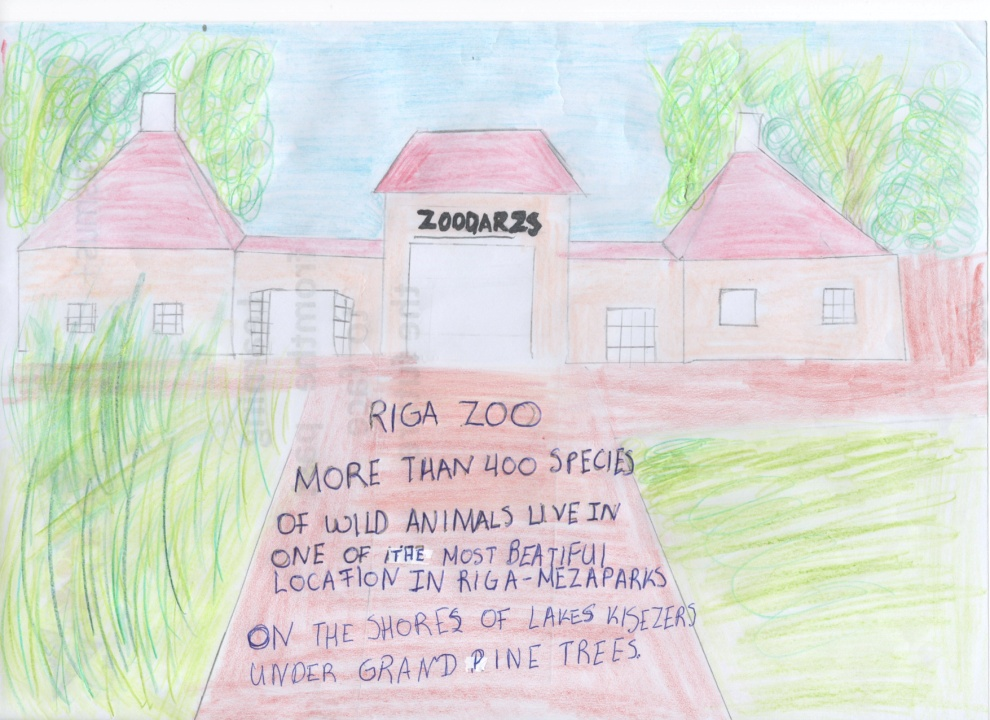 ZOODARZS
RIGA ZOO
MORE THAN 400 SPECIES
OF WILD ANIMALS LIVE IN
ONE OF THE MOST BEATIFUL
LOCATION IN RIGA-MEZAPARKS
ON THE SHORES OF LAKES KISEZERS
UNDER GRAND PINE TREES.